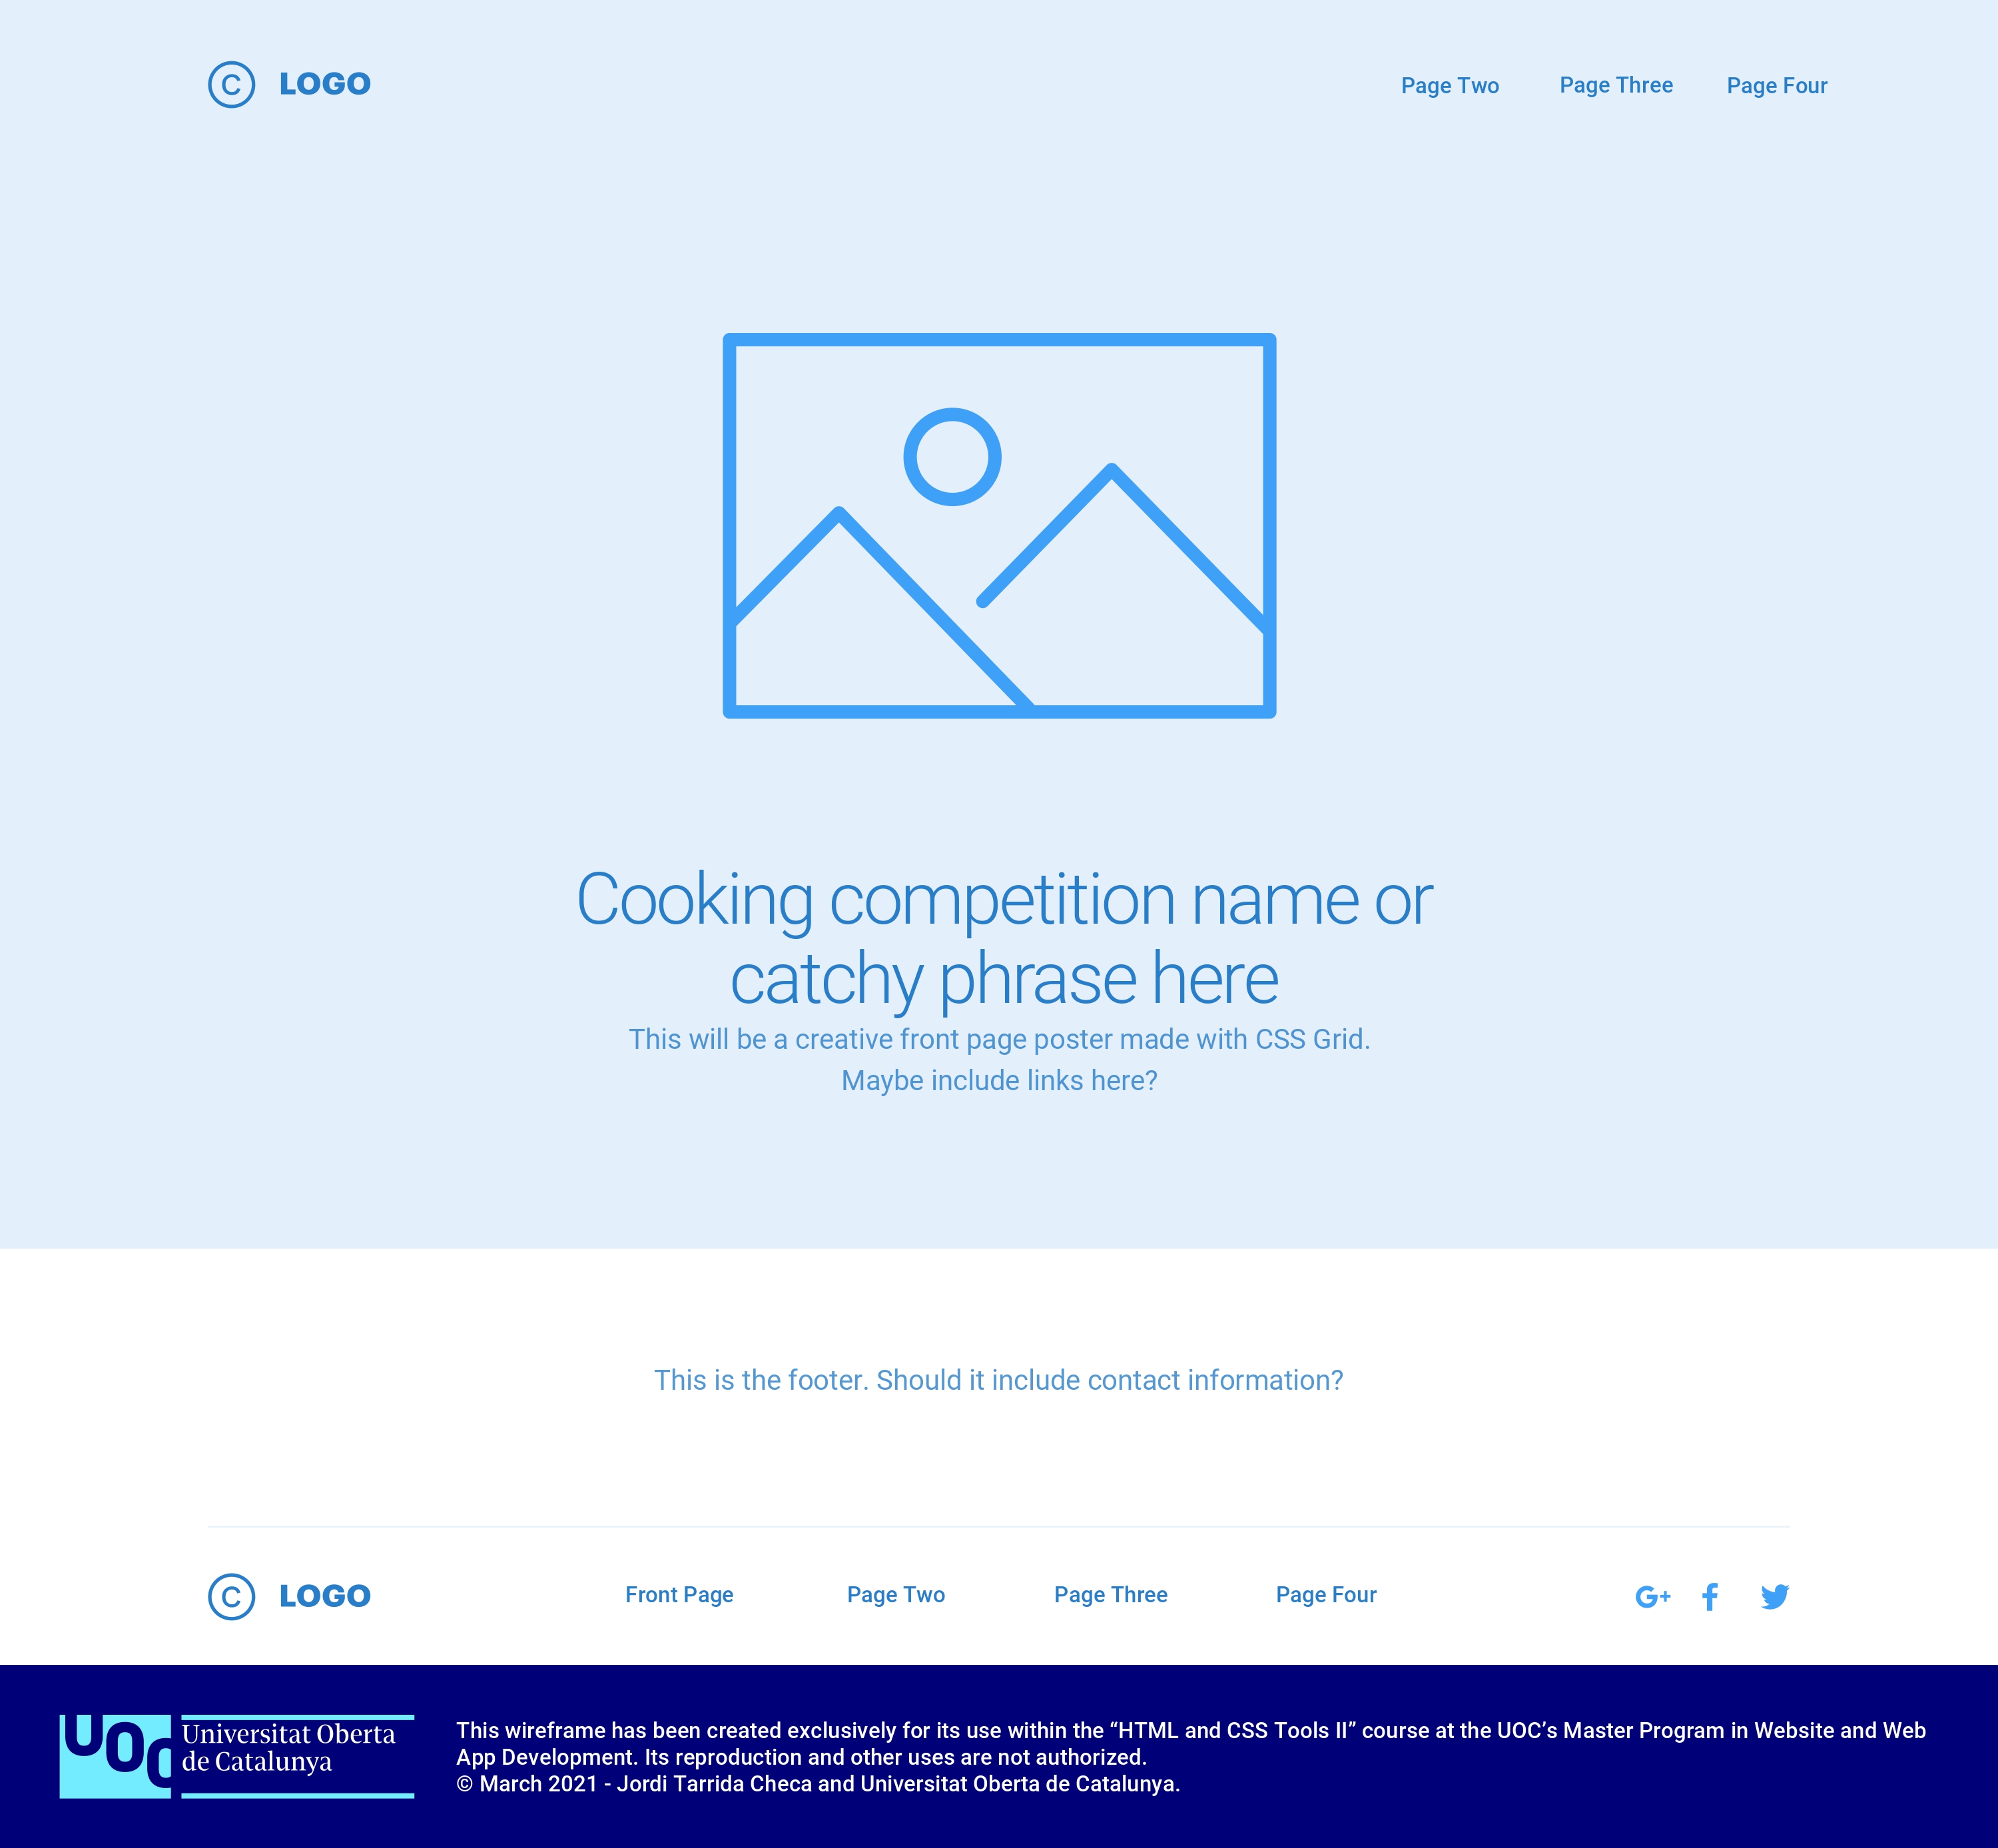 C LOGO Page Two Page Three Page Four
Cooking competition name or
catchy phrase here
This will be a creative front page poster made with CSS Grid.
Maybe include links here?
This is the footer. Should it include contact information?
C LOGO Front Page Page Two Page Three Page Four G+ f
UOC
Universitat Oberta
de Catalunya
This wireframe has been created exclusively for its use within the “HTML and CSS Tools II” course at the UOC’s Master Program in Website and Web
App Development. Its reproduction and other uses are not authorized.
© March 2021 - Jordi Tarrida Checa and Universitat Oberta de Catalunya.